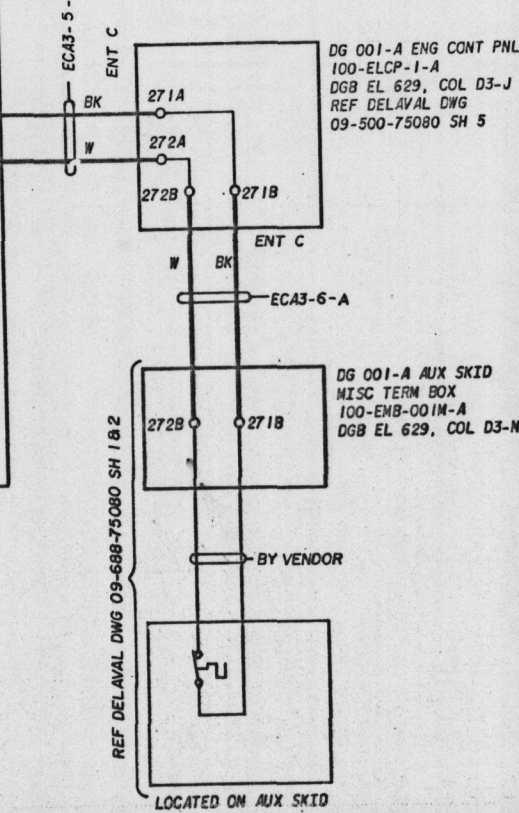 ECA3-5-
ENT C
DG 001-A ENG CONT PNL
100-ELCP-1-A
DGB EL 629, COL D3-J
REF DELAVAL DWG
09-500-75080 SH 5
BK
271A
W
272A
272B
271B
ENT C
W
BK
ECA3-6-A
DG 001-A AUX SKID
MISC TERM BOX
100-EMB-001M-A
DGB EL 629, COL D3-N
272B
271B
REF DELAVAL DWG 09-688-75080 SH 1 & 2
BY VENDOR
LOCATED ON AUX SKID